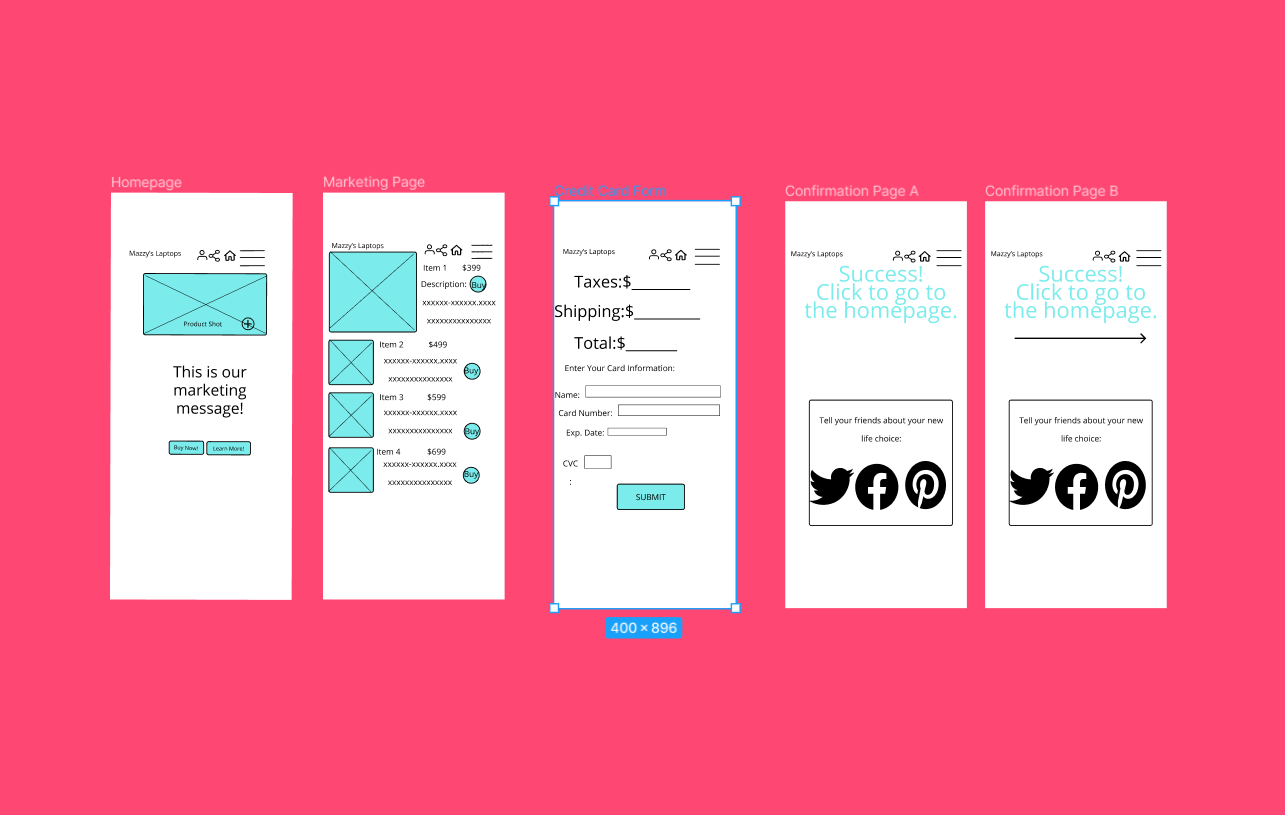 Homepage
Mazzy's Laptops
Product Shot
This is our
marketing
message!
Buy Now!
Learn More!
Marketing Page
Mazzy's Laptops
Item 1 $399
Description: Buy
xxxxxx-xxxxxx.xxxx
xxxxxxxxxxxxxxx
Item 2 $499
xxxxxx-xxxxxx.xxxx
Buy
xxxxxxxxxxxxxxx
Item 3 $599
xxxxxx-xxxxxx.xxxx
xxxxxxxxxxxxxxx Buy
Item 4 $699
xxxxxx-xxxxxx.xxxx
Buy
xxxxxxxxxxxxxxx
Credit Card Form
Mazzy's Laptops
Taxes:$_______
Shipping:$________
Total:$______
Enter Your Card Information:
Name:
Card Number:
Exp. Date:
CVC
:
SUBMIT
400 × 896
Confirmation Page A
Mazzy's Laptops
Success!
Click to go to
the homepage.
Tell your friends about your new
life choice:
Confirmation Page B
Mazzy's Laptops
Success!
Click to go to
the homepage.
Tell your friends about your new
life choice: